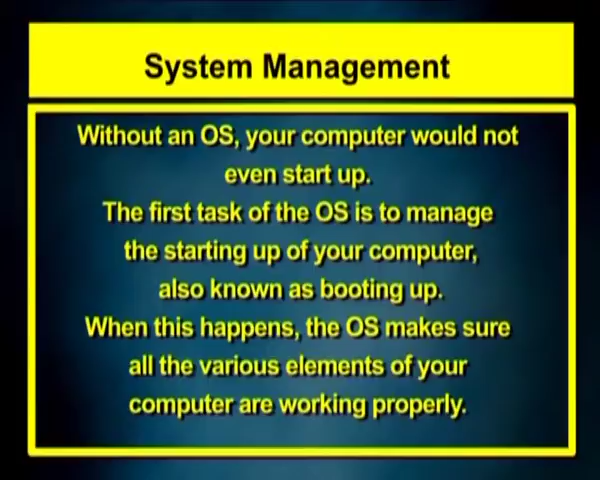 System Management
Without an OS, your computer would not
even start up.
The first task of the OS is to manage
the starting up of your computer,
also known as booting up.
When this happens, the OS makes sure
all the various elements of your
computer are working properly.